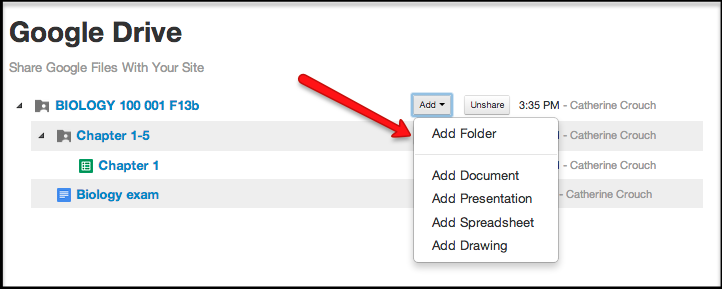 Google Drive
Share Google Files With Your Site
BIOLOGY 100 001 F13b Add Unshare 3:35 PM - Catherine Crouch
Chapter 1-5 Add Folder - Catherine Crouch
Chapter 1 Add Document - Catherine Crouch
Biology exam Add Presentation - Catherine Crouch
Add Spreadsheet
Add Drawing